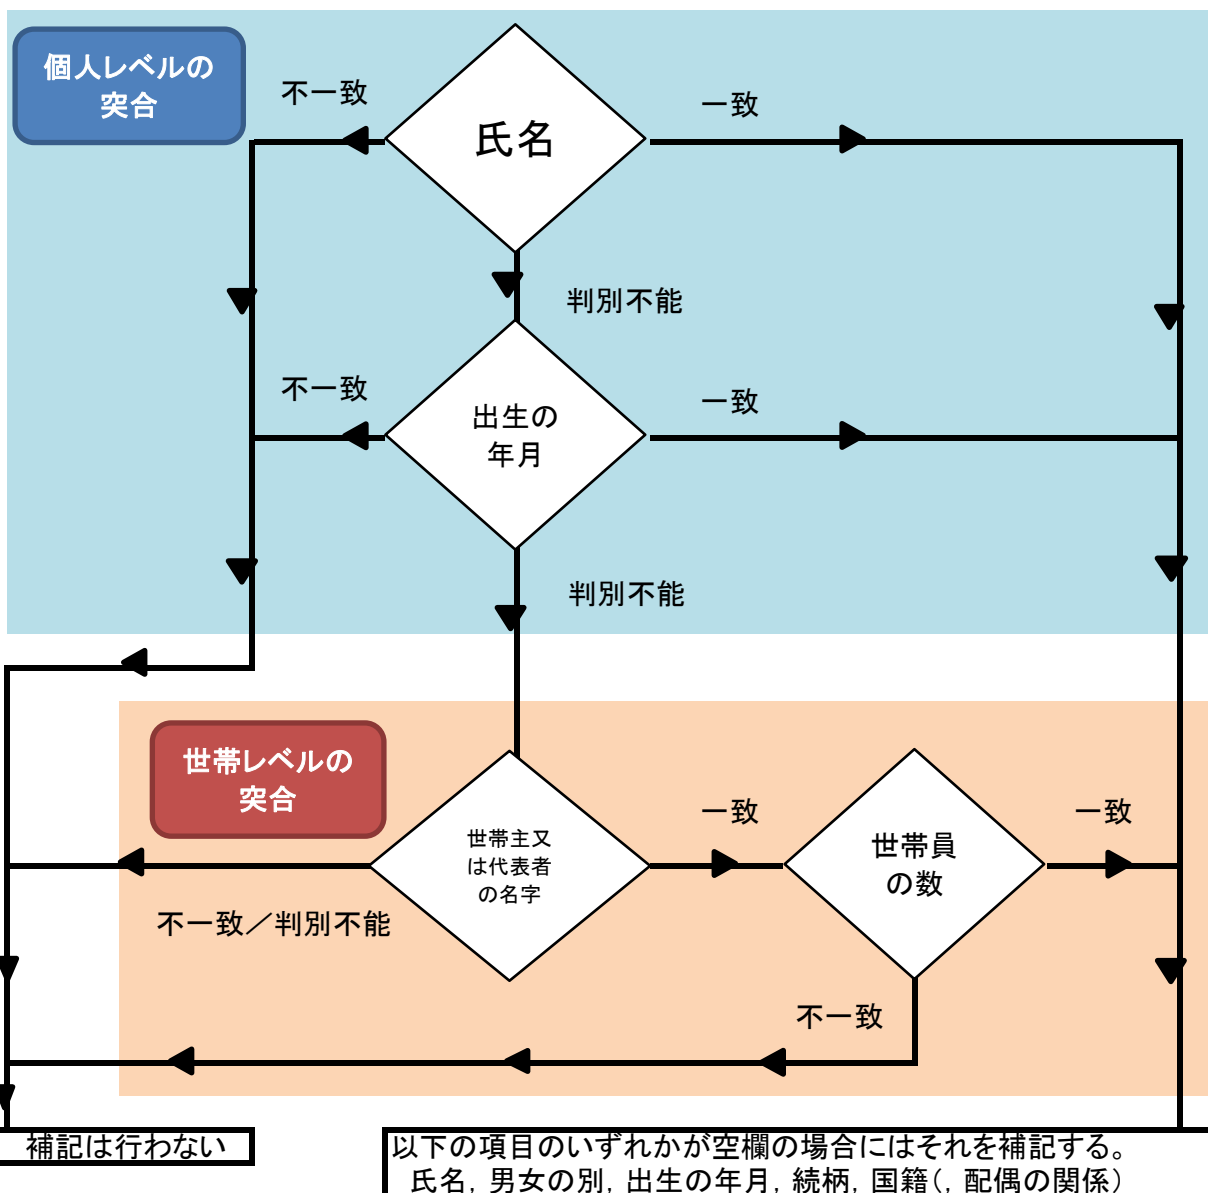 個人レベルの
突合
不一致
一致
氏名
判別不能
不一致
一致
出生の
年月
判別不能
世帯レベルの
突合
一致
一致
世帯主又
は代表者
の名字
世帯員
の数
不一致／判別不能
不一致
補記は行わない
以下の項目のいずれかが空欄の場合にはそれを補記する。
氏名, 男女の別, 出生の年月, 続柄, 国籍(, 配偶の関係)